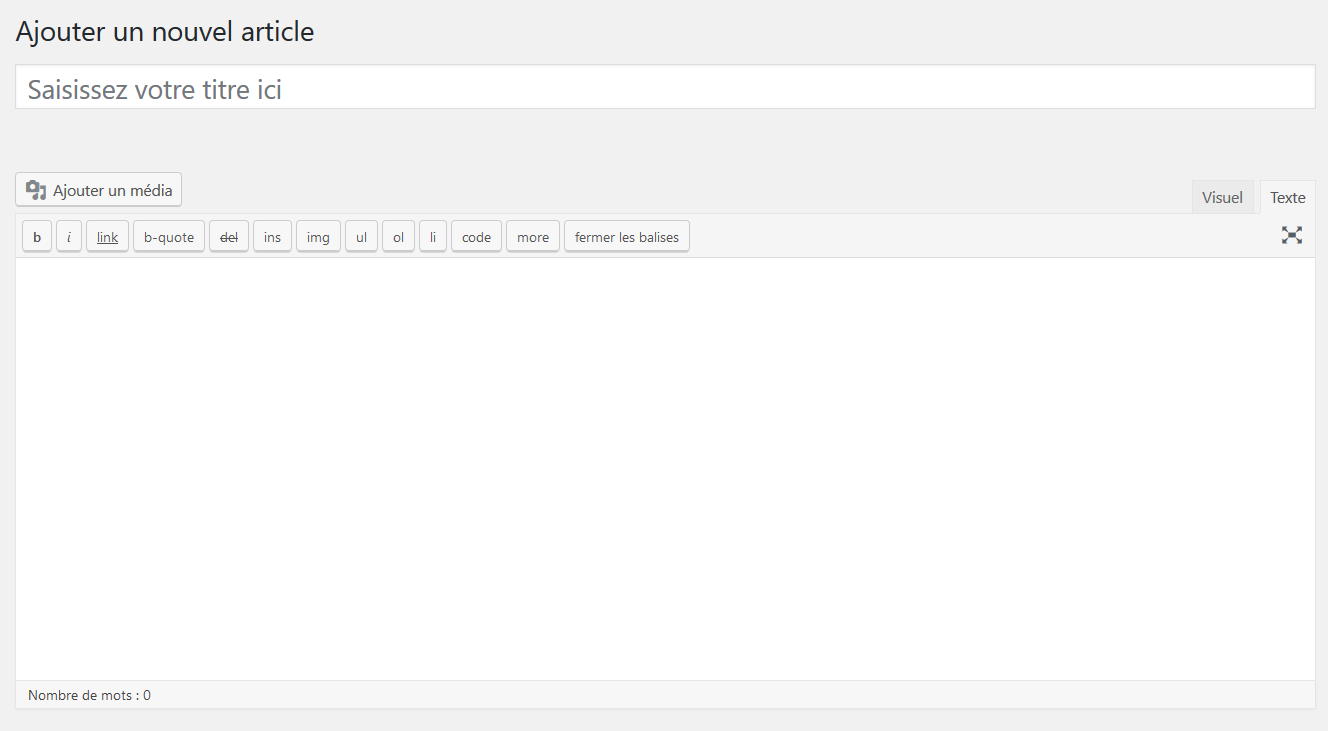 Ajouter un nouvel article
Saisissez votre titre ici
Ajouter un média
Visuel Texte
b i link b-quote del ins img ul ol li code more fermer les balises
Nombre de mots : 0